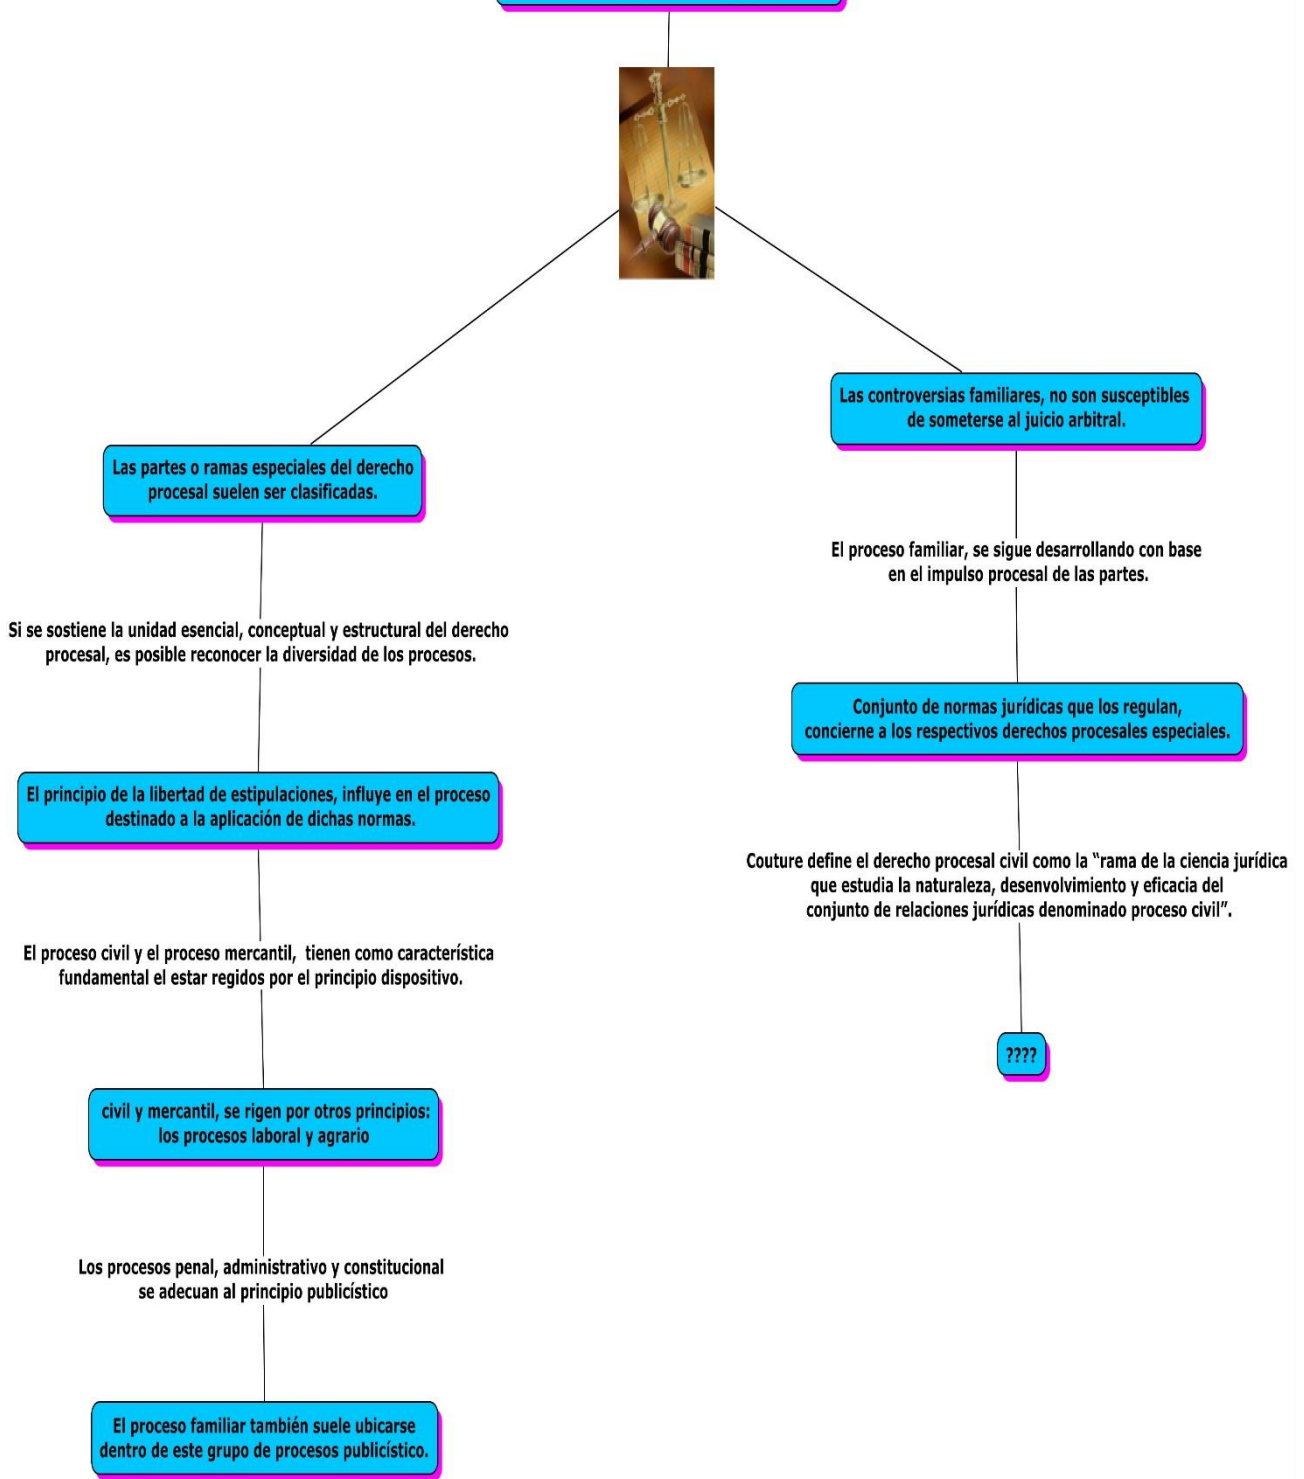 Las partes o ramas especiales del derecho
procesal suelen ser clasificadas.
Si se sostiene la unidad esencial, conceptual y estructural del derecho
procesal, es posible reconocer la diversidad de los procesos.
El principio de la libertad de estipulaciones, influye en el proceso
destinado a la aplicación de dichas normas.
El proceso civil y el proceso mercantil, tienen como característica
fundamental el estar regidos por el principio dispositivo.
civil y mercantil, se rigen por otros principios:
los procesos laboral y agrario
Los procesos penal, administrativo y constitucional
se adecuan al principio publicístico
El proceso familiar también suele ubicarse
dentro de este grupo de procesos publicístico.
Las controversias familiares, no son susceptibles
de someterse al juicio arbitral.
El proceso familiar, se sigue desarrollando con base
en el impulso procesal de las partes.
Conjunto de normas jurídicas que los regulan,
concierne a los respectivos derechos procesales especiales.
Couture define el derecho procesal civil como la “rama de la ciencia jurídica
que estudia la naturaleza, desenvolvimiento y eficacia del
conjunto de relaciones jurídicas denominado proceso civil”.
????